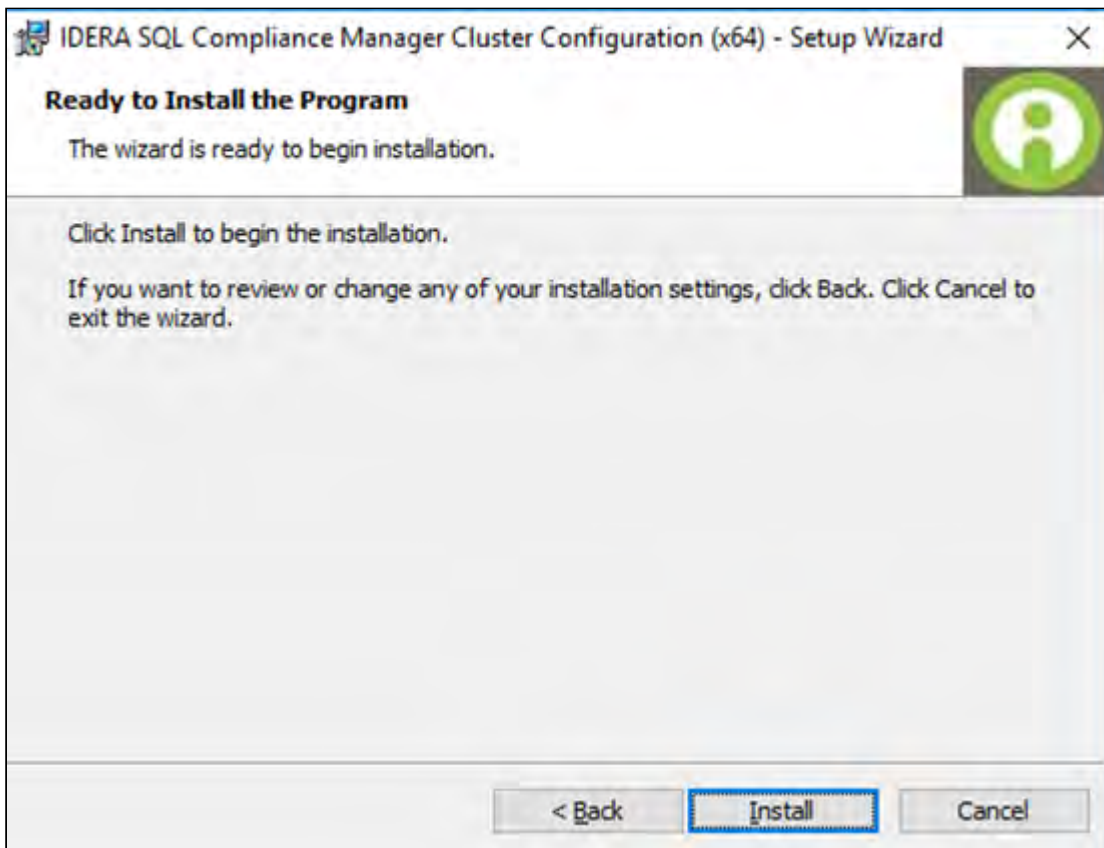 IDERA SQL Compliance Manager Cluster Configuration (x64) - Setup Wizard
Ready to Install the Program
The wizard is ready to begin installation.
Click Install to begin the installation.
If you want to review or change any of your installation settings, click Back. Click Cancel to
exit the wizard.
< Back
Install
Cancel